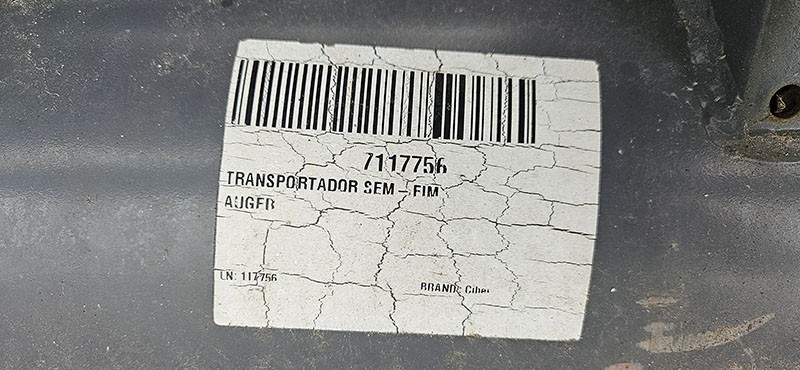 7117756
TRANSPORTADOR SEM-FIM
AUGER
LN: 117756
BRAND: Ciber